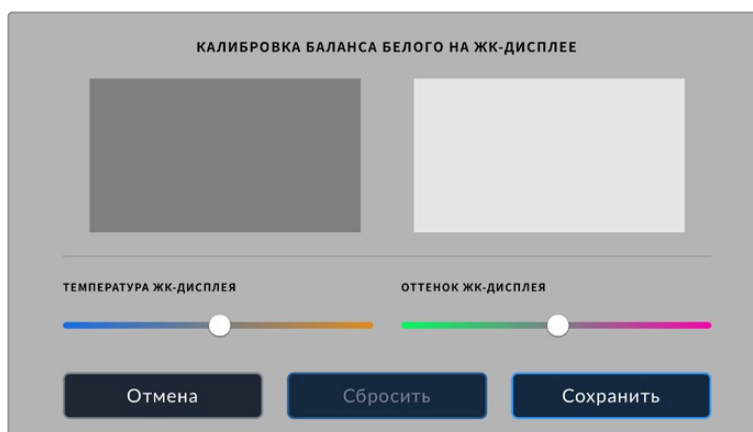 КАЛИБРОВКА БАЛАНСА БЕЛОГО НА ЖК-ДИСПЛЕЕ
ТЕМПЕРАТУРА ЖК-ДИСПЛЕЯ
ОТТЕНОК ЖК-ДИСПЛЕЯ
Отмена
Сбросить
Сохранить